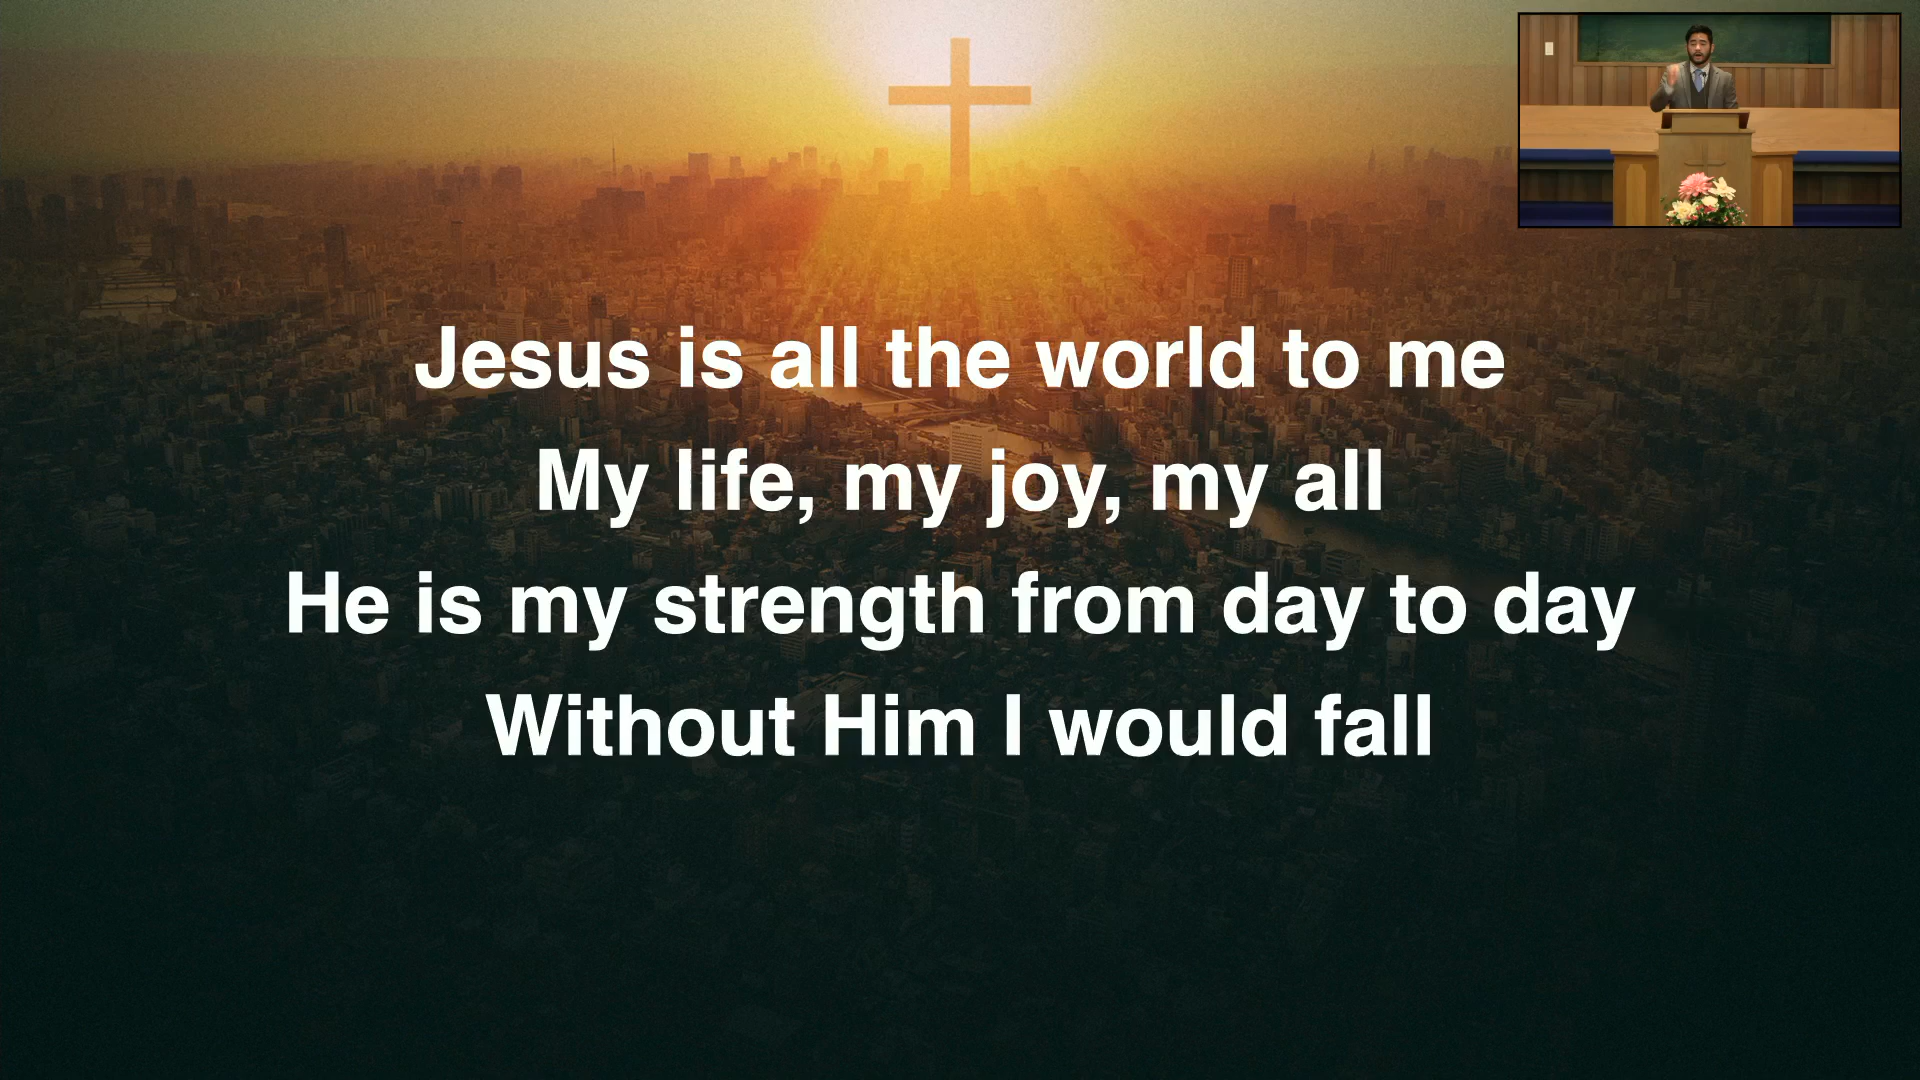 Jesus is all the world to me
My life, my joy, my all
He is my strength from day to day
Without Him I would fall